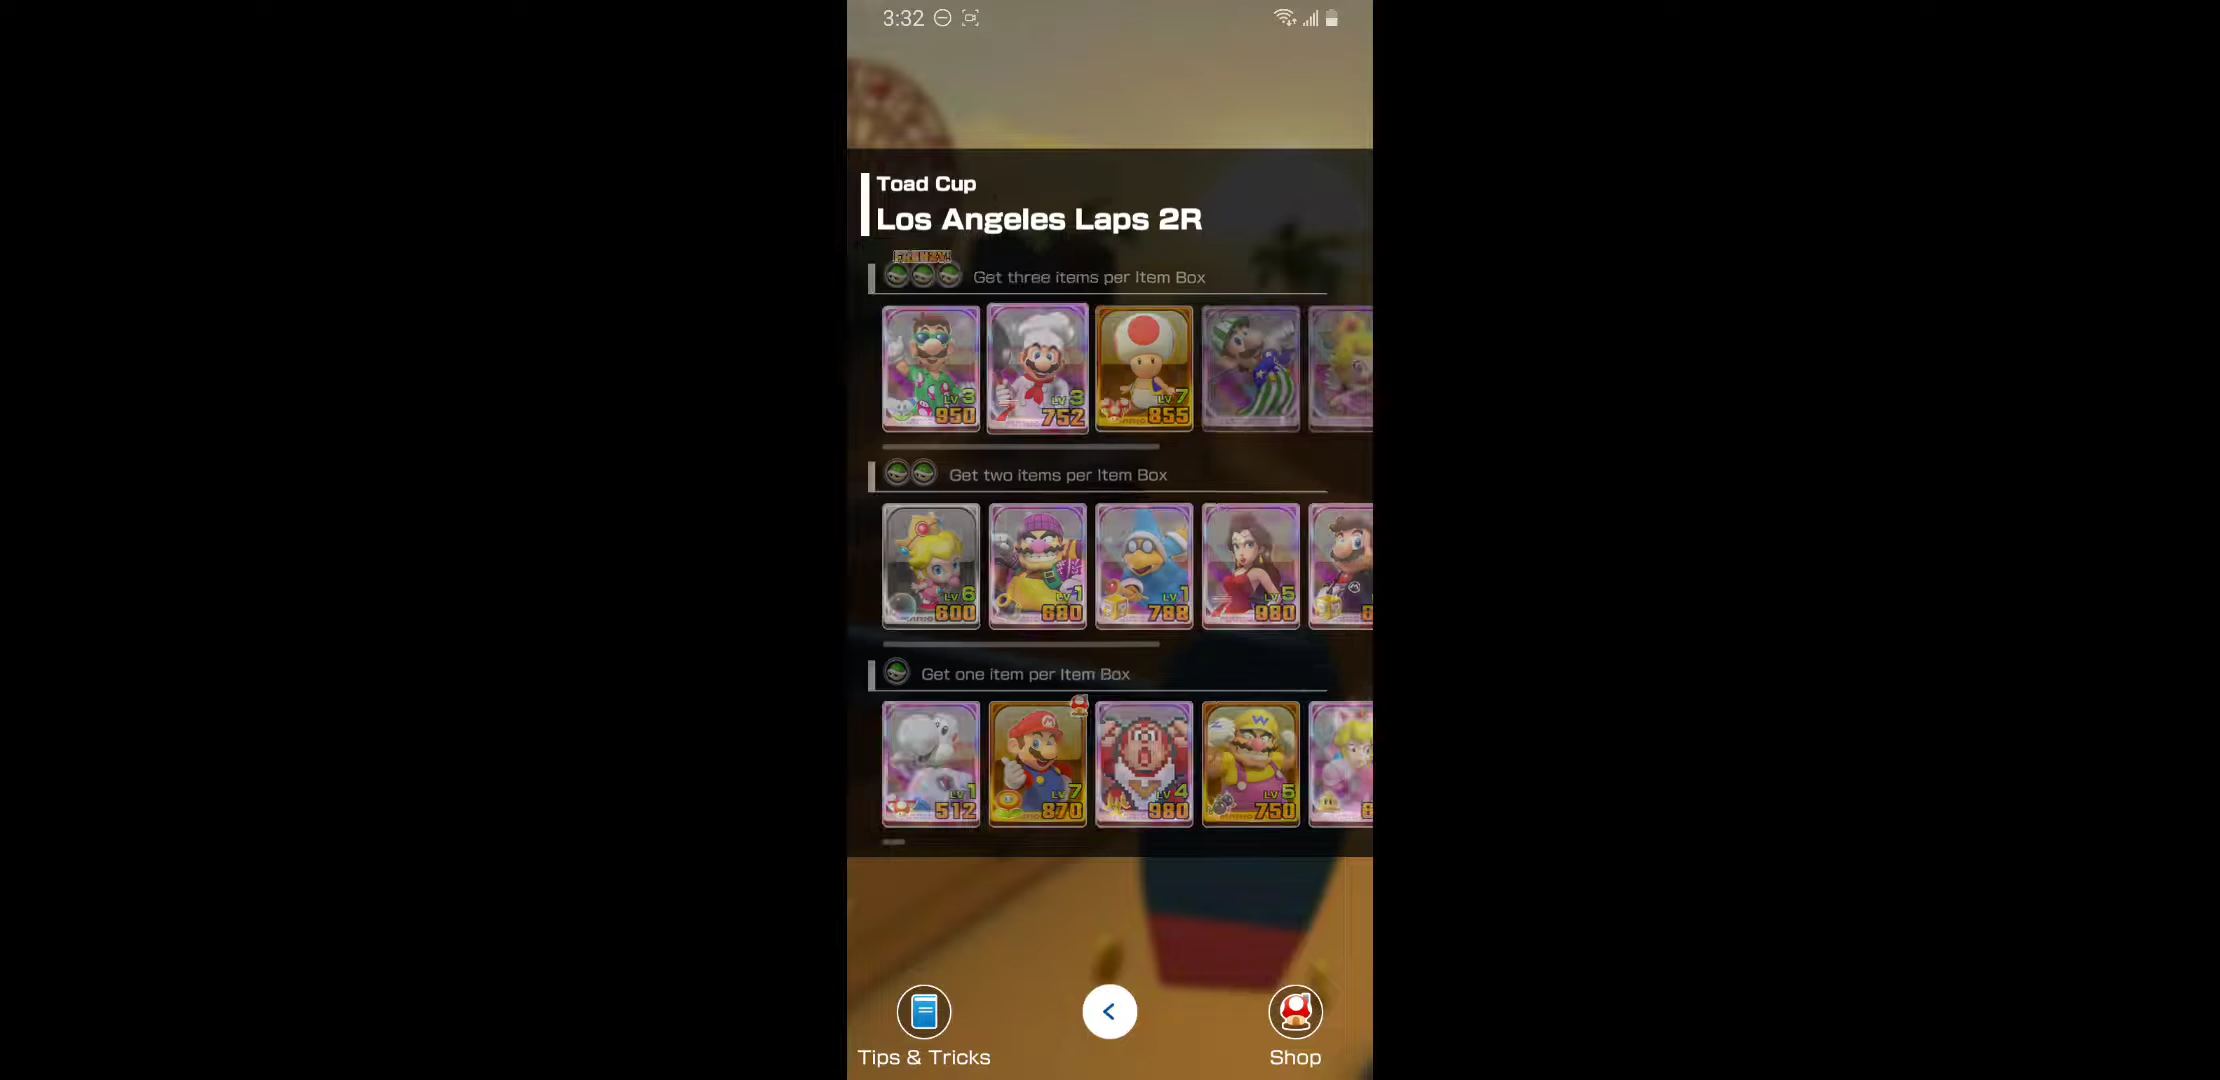 3:32
Toad Cup
Los Angeles Laps 2R
Get three items per Item Box
LV 3 LV 3 LV 7
950 752 855
Get two items per Item Box
LV 6 LV 1 LV 1 LV 5
600 680 788 980
Get one item per Item Box
LV 1 LV 7 LV 4 LV 5
512 870 980 750
Tips & Tricks
Shop